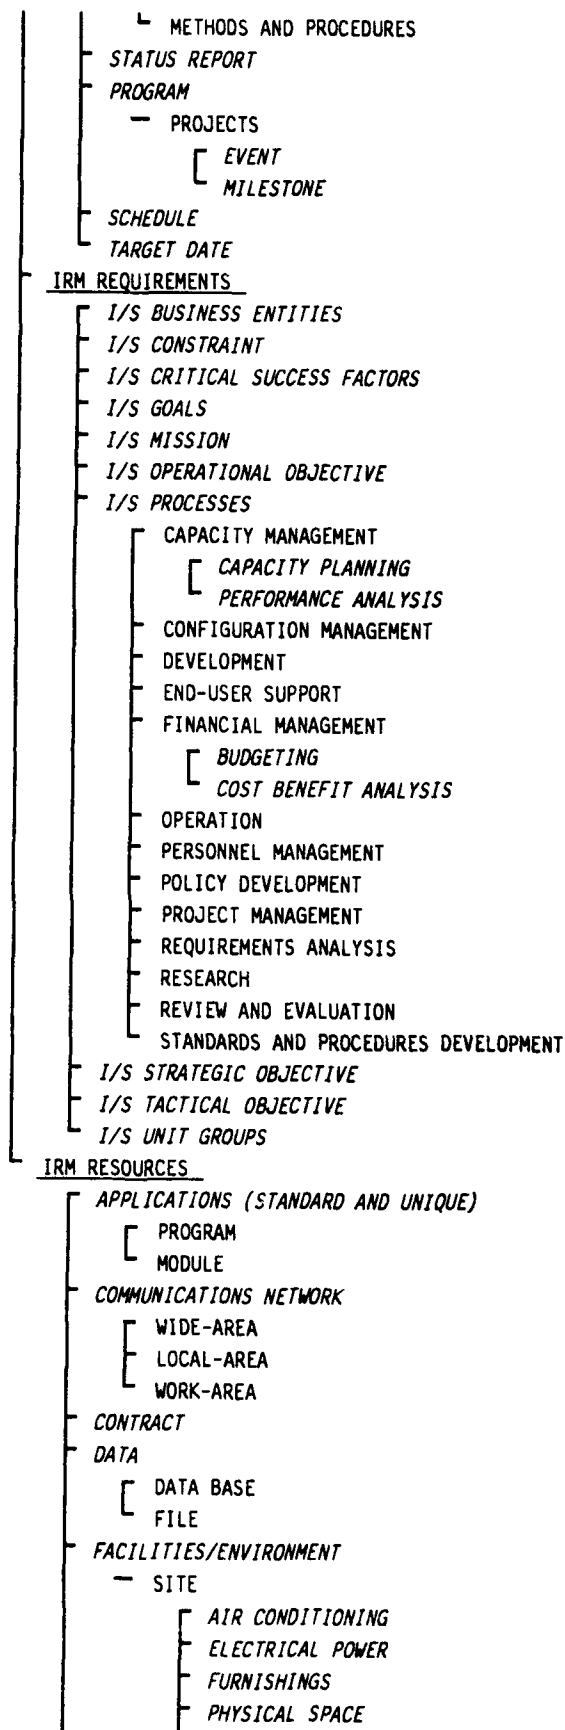 METHODS AND PROCEDURES
STATUS REPORT
PROGRAM
PROJECTS
EVENT
MILESTONE
SCHEDULE
TARGET DATE
IRM REQUIREMENTS
I/S BUSINESS ENTITIES
I/S CONSTRAINT
I/S CRITICAL SUCCESS FACTORS
I/S GOALS
I/S MISSION
I/S OPERATIONAL OBJECTIVE
I/S PROCESSES
CAPACITY MANAGEMENT
CAPACITY PLANNING
PERFORMANCE ANALYSIS
CONFIGURATION MANAGEMENT
DEVELOPMENT
END-USER SUPPORT
FINANCIAL MANAGEMENT
BUDGETING
COST BENEFIT ANALYSIS
OPERATION
PERSONNEL MANAGEMENT
POLICY DEVELOPMENT
PROJECT MANAGEMENT
REQUIREMENTS ANALYSIS
RESEARCH
REVIEW AND EVALUATION
STANDARDS AND PROCEDURES DEVELOPMENT
I/S STRATEGIC OBJECTIVE
I/S TACTICAL OBJECTIVE
I/S UNIT GROUPS
IRM RESOURCES
APPLICATIONS (STANDARD AND UNIQUE)
PROGRAM
MODULE
COMMUNICATIONS NETWORK
WIDE-AREA
LOCAL-AREA
WORK-AREA
CONTRACT
DATA
DATA BASE
FILE
FACILITIES/ENVIRONMENT
SITE
AIR CONDITIONING
ELECTRICAL POWER
FURNISHINGS
PHYSICAL SPACE